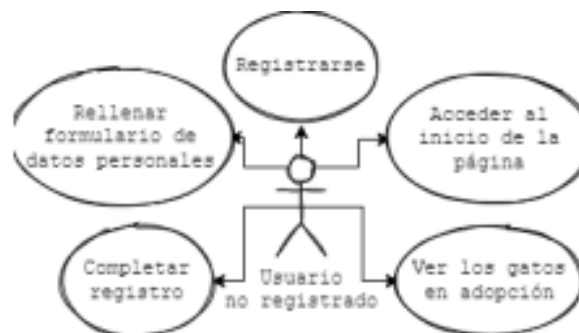 Registrarse
Rellenar
formulario de
datos personales
Acceder al
inicio de la
página
Completar
registro
Usuario
no registrado
Ver los gatos
en adopción